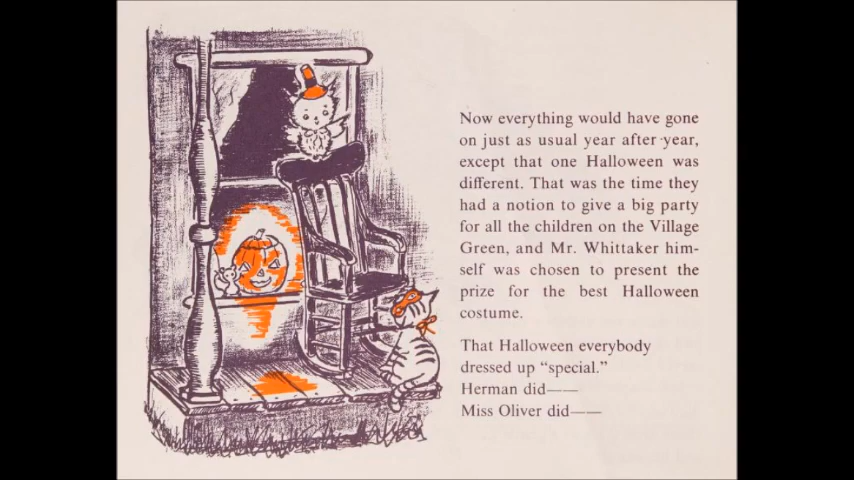 Now everything would have gone
on just as usual year after year,
except that one Halloween was
different. That was the time they
had a notion to give a big party
for all the children on the Village
Green, and Mr. Whittaker him-
self was chosen to present the
prize for the best Halloween
costume.
That Halloween everybody
dressed up “special.”
Herman did——
Miss Oliver did——